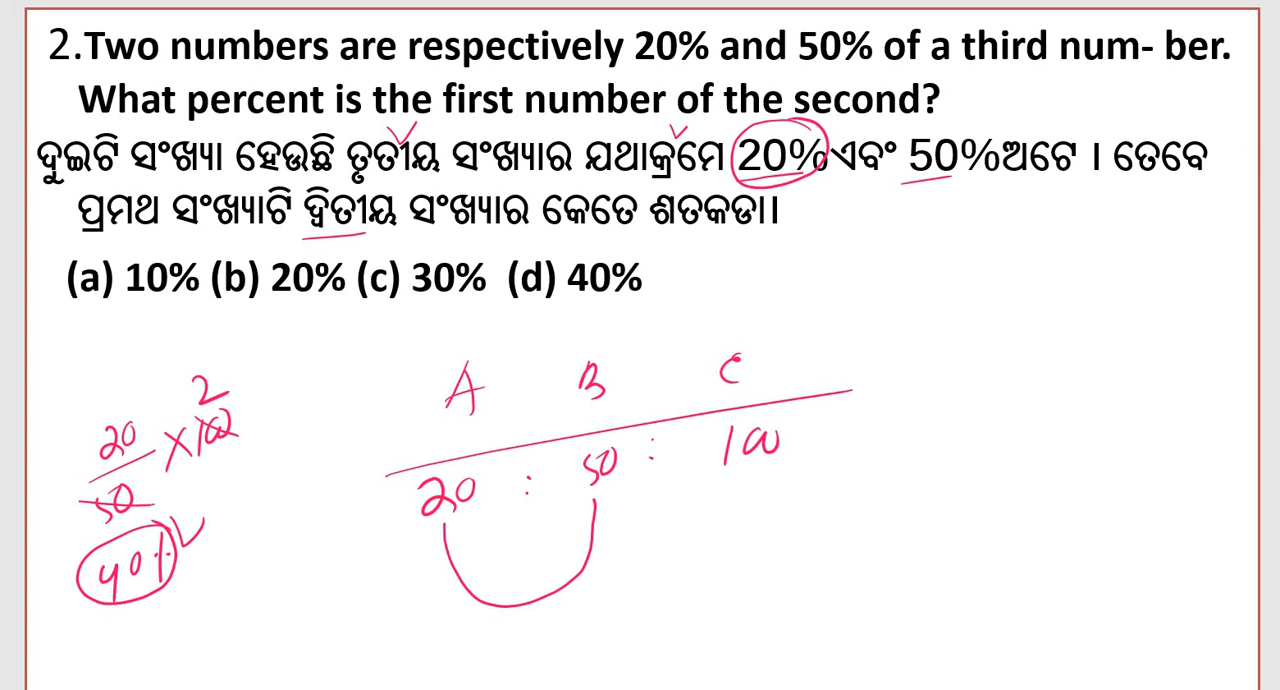 2.Two numbers are respectively 20% and 50% of a third num- ber.
What percent is the first number of the second?
ଦୁଇଟି ସଂଖ୍ୟା ହେଉଛି ତୃତୀୟ ସଂଖ୍ୟାର ଯଥାକ୍ରମେ 20%ଏବଂ 50%ଅଟେ । ତେବେ
ପ୍ରମଥ ସଂଖ୍ୟାଟି ଦ୍ୱିତୀୟ ସଂଖ୍ୟାର କେତେ ଶତକଡା।
(a) 10% (b) 20% (c) 30% (d) 40%
A B C
20 : 50 : 100
2
20 × 100
50
40%